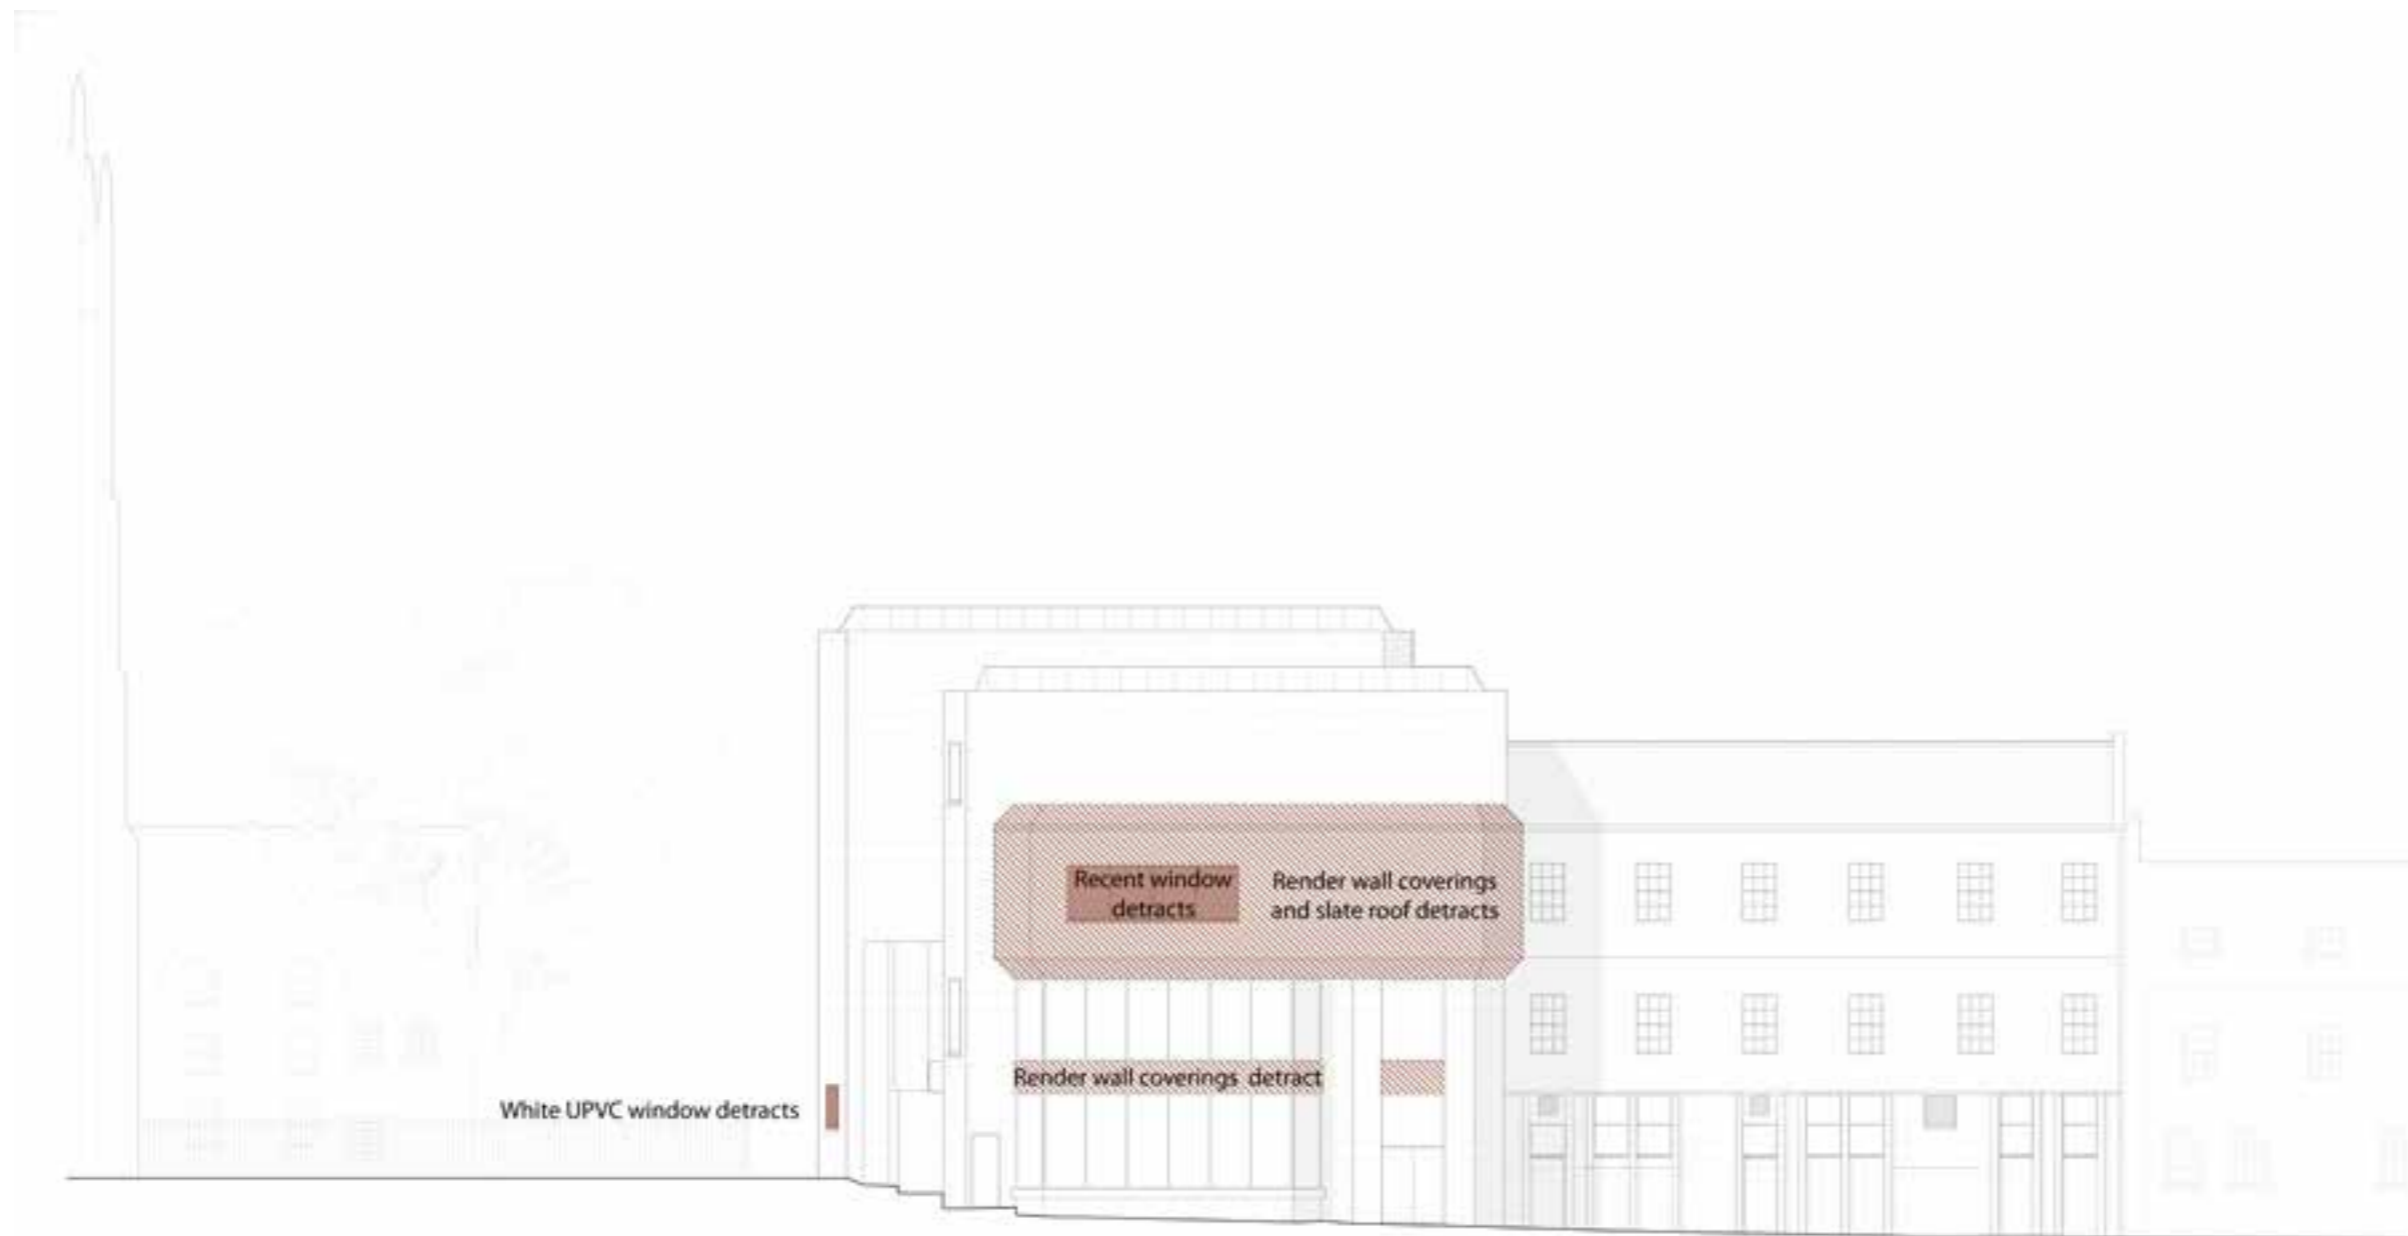 Recent window
detracts
Render wall coverings
and slate roof detracts
Render wall coverings detract
White UPVC window detracts